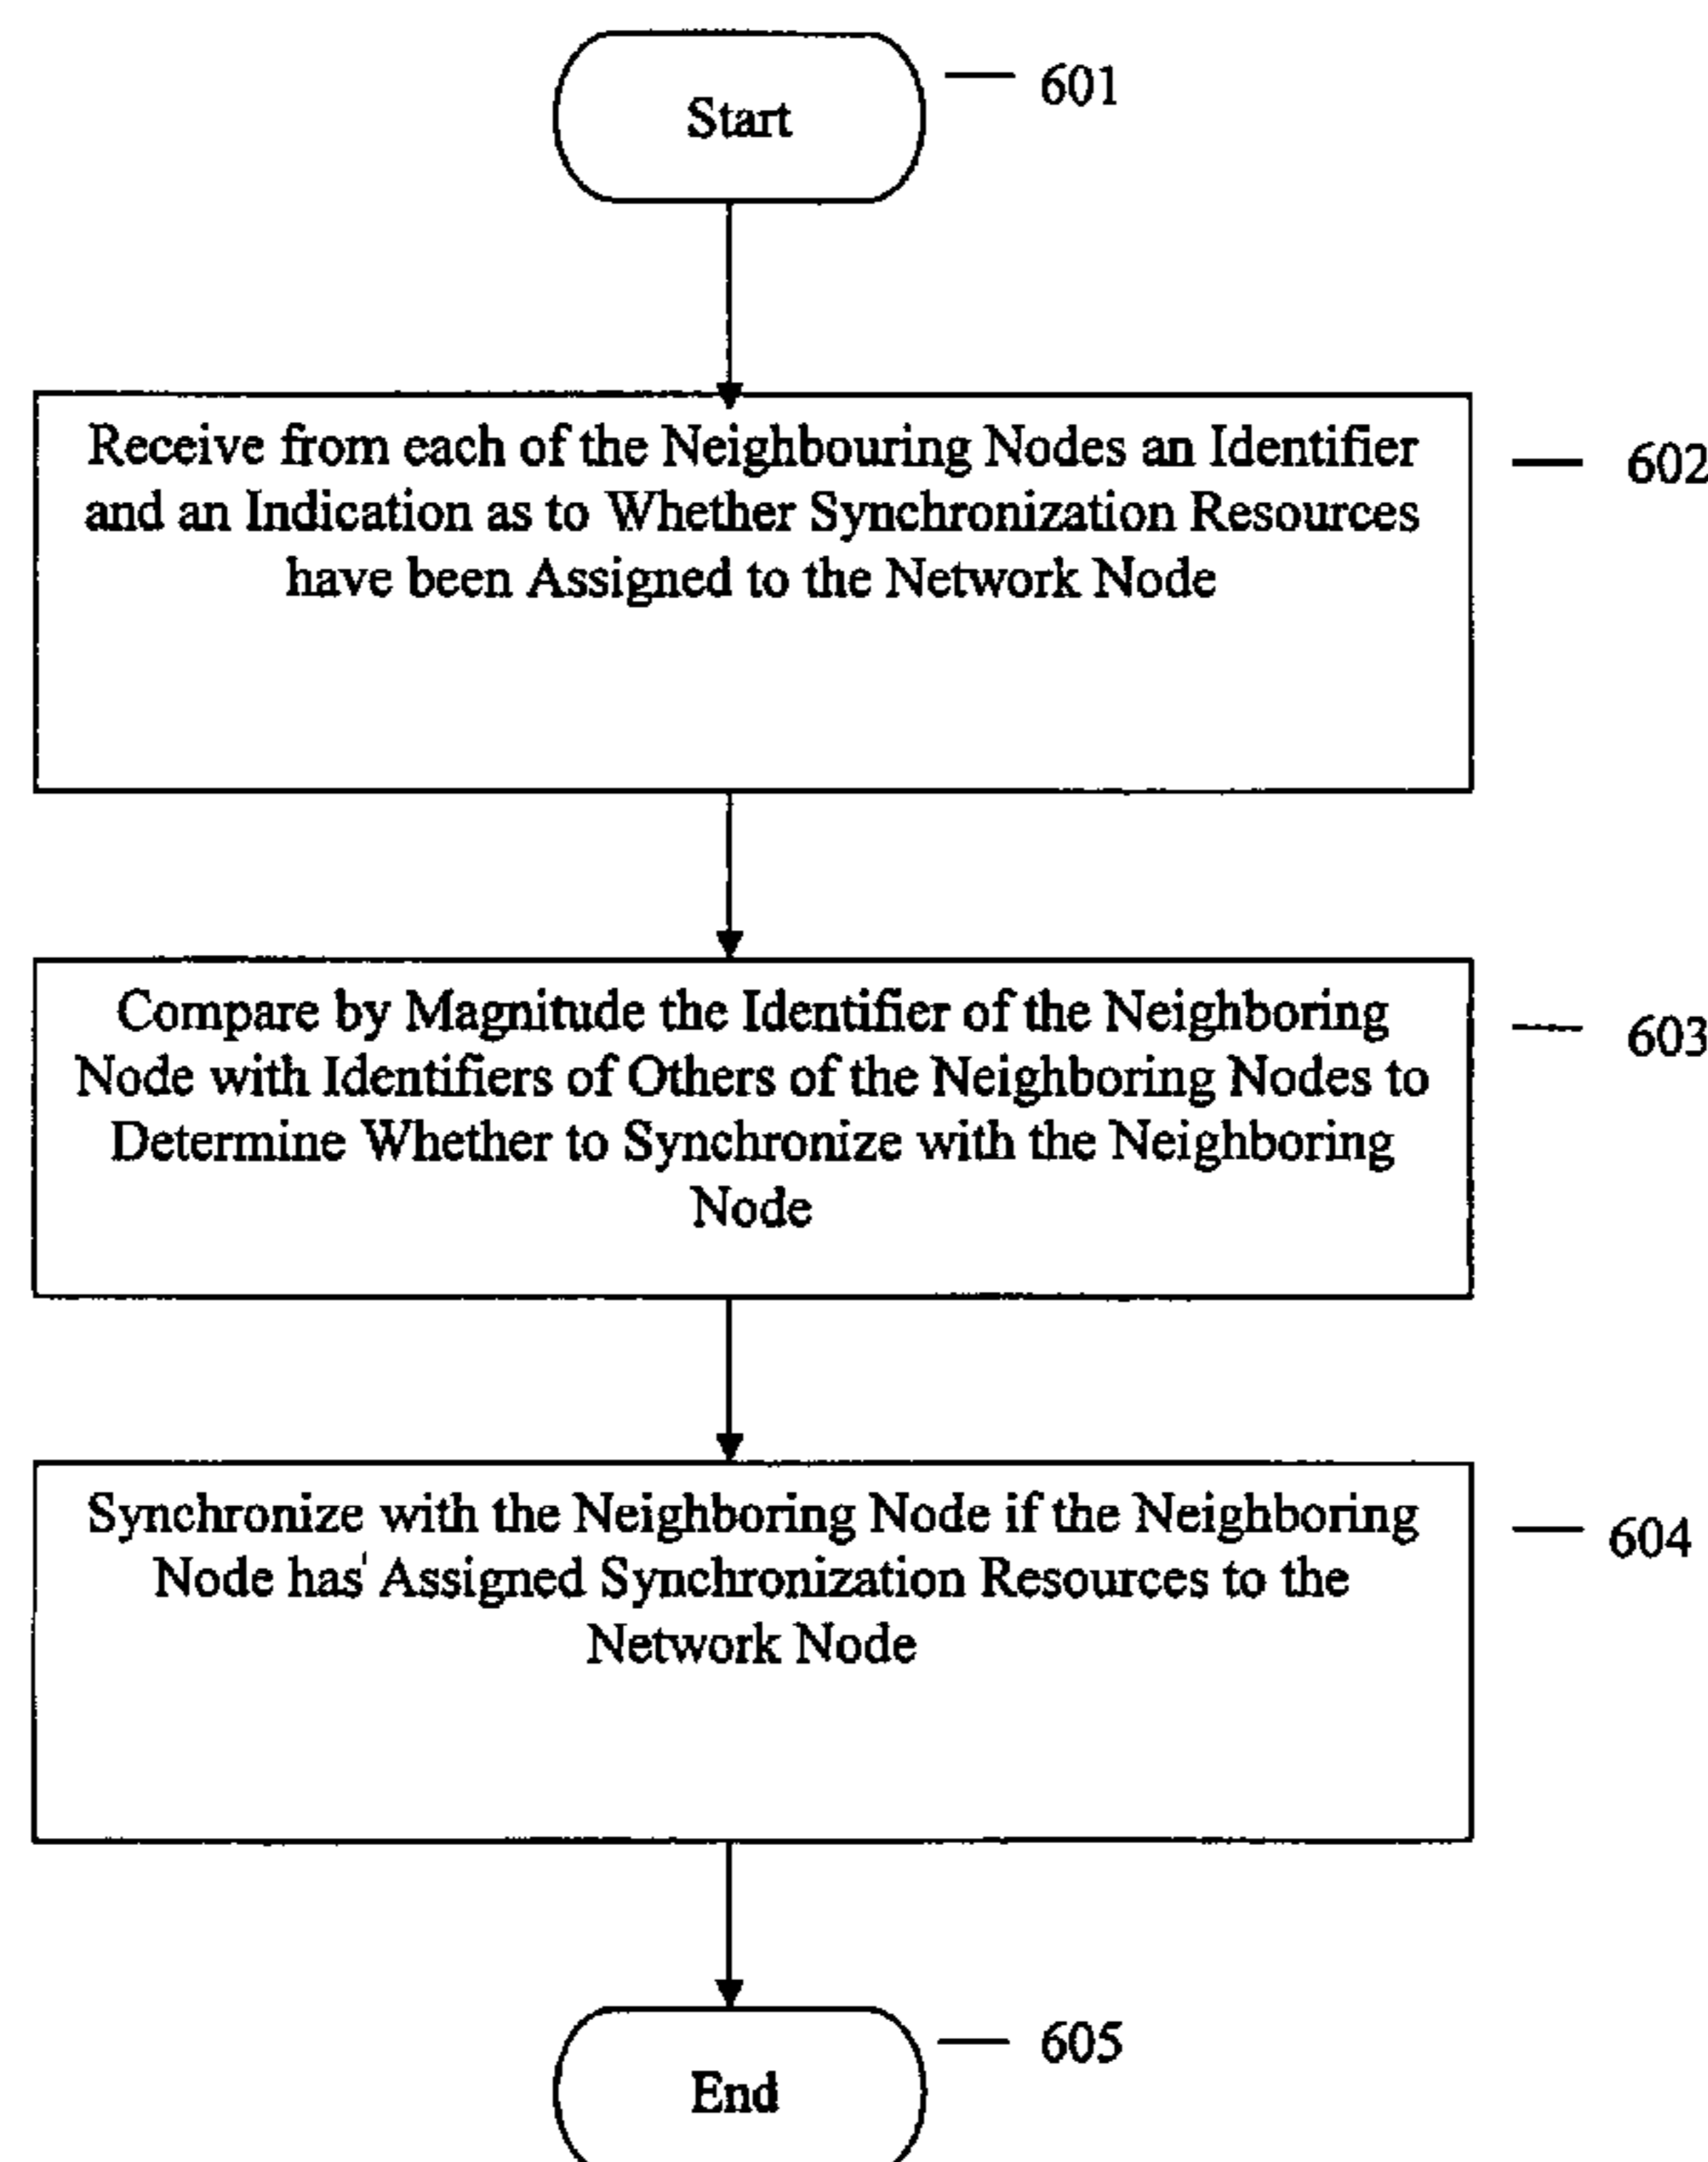 Start
601
Receive from each of the Neighbouring Nodes an Identifier
and an Indication as to Whether Synchronization Resources
have been Assigned to the Network Node
602
Compare by Magnitude the Identifier of the Neighboring
Node with Identifiers of Others of the Neighboring Nodes to
Determine Whether to Synchronize with the Neighboring
Node
603
Synchronize with the Neighboring Node if the Neighboring
Node has Assigned Synchronization Resources to the
Network Node
604
End
605